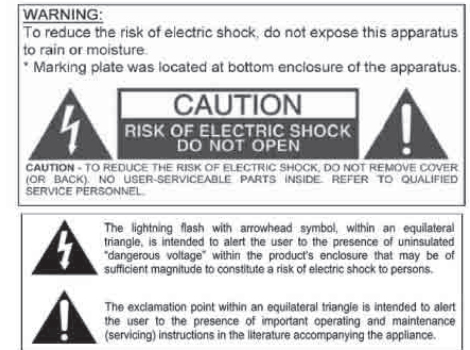 WARNING:
To reduce the risk of electric shock, do not expose this apparatus
to rain or moisture.
* Marking plate was located at bottom enclosure of the apparatus.
CAUTION
RISK OF ELECTRIC SHOCK
DO NOT OPEN
CAUTION - TO REDUCE THE RISK OF ELECTRIC SHOCK, DO NOT REMOVE COVER
(OR BACK). NO USER-SERVICEABLE PARTS INSIDE. REFER TO QUALIFIED
SERVICE PERSONNEL.
The lightning flash with arrowhead symbol, within an equilateral
triangle, is intended to alert the user to the presence of uninsulated
"dangerous voltage" within the product's enclosure that may be of
sufficient magnitude to constitute a risk of electric shock to persons.
The exclamation point within an equilateral triangle is intended to alert
the user to the presence of important operating and maintenance
(servicing) instructions in the literature accompanying the appliance.